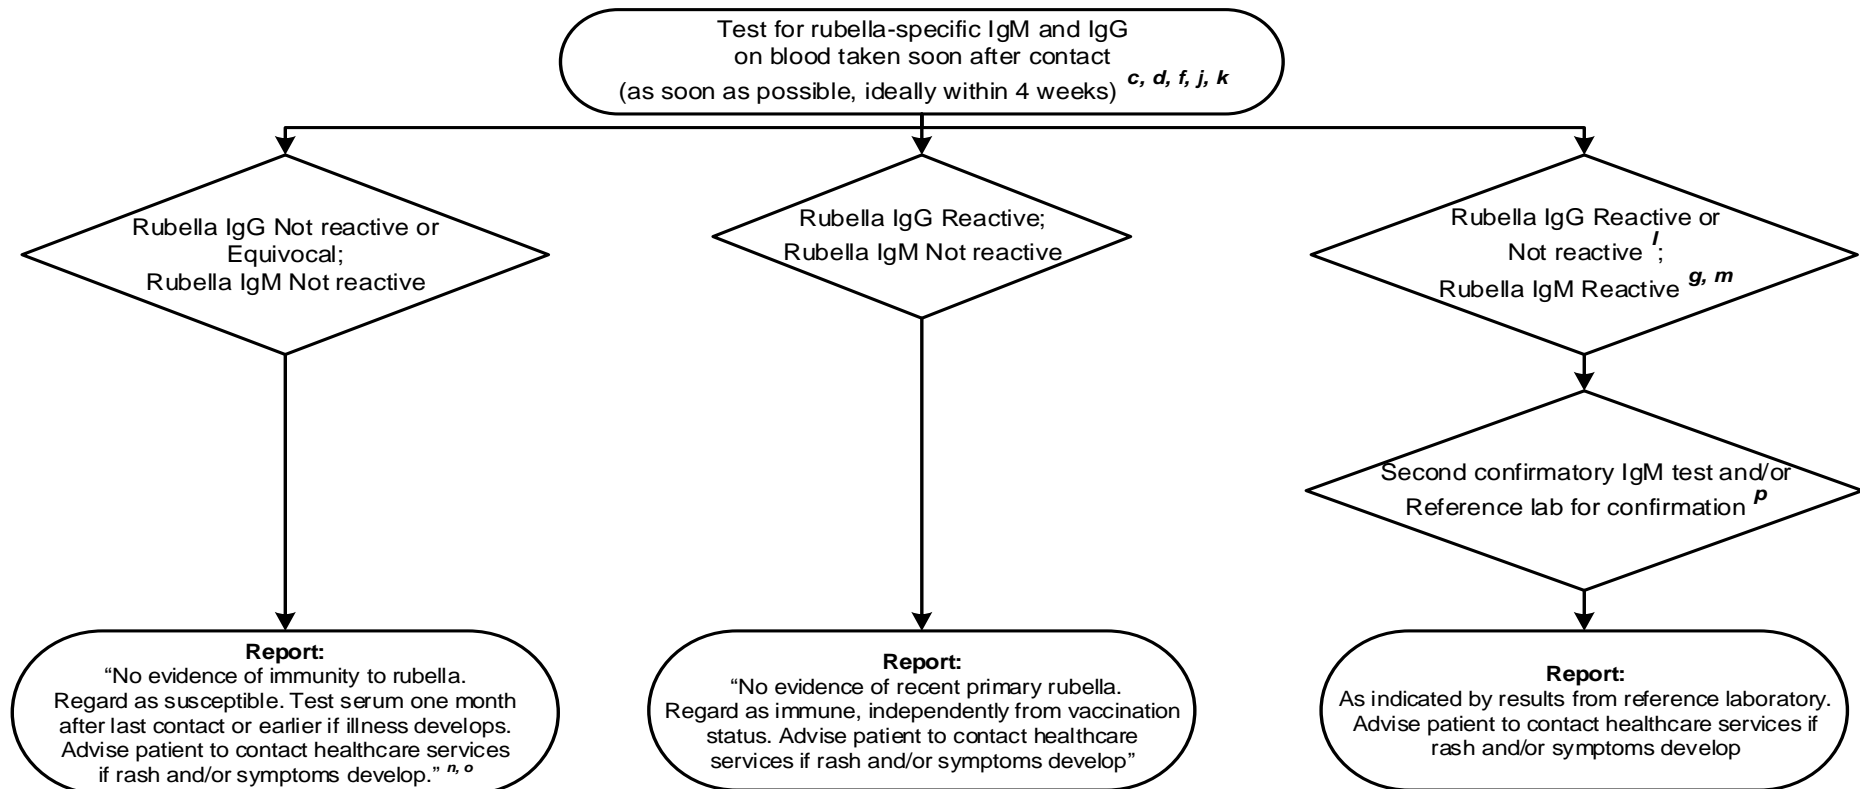 Test for rubella-specific IgM and IgG
on blood taken soon after contact
(as soon as possible, ideally within 4 weeks) c, d, f, j, k
Rubella IgG Not reactive or
Equivocal;
Rubella IgM Not reactive
Rubella IgG Reactive;
Rubella IgM Not reactive
Rubella IgG Reactive or
Not reactive l;
Rubella IgM Reactive g, m
Second confirmatory IgM test and/or
Reference lab for confirmation p
Report:
“No evidence of immunity to rubella.
Regard as susceptible. Test serum one month
after last contact or earlier if illness develops.
Advise patient to contact healthcare services
if rash and/or symptoms develop.” n, o
Report:
“No evidence of recent primary rubella.
Regard as immune, independently from vaccination
status. Advise patient to contact healthcare
services if rash and/or symptoms develop”
Report:
As indicated by results from reference laboratory.
Advise patient to contact healthcare services if
rash and/or symptoms develop